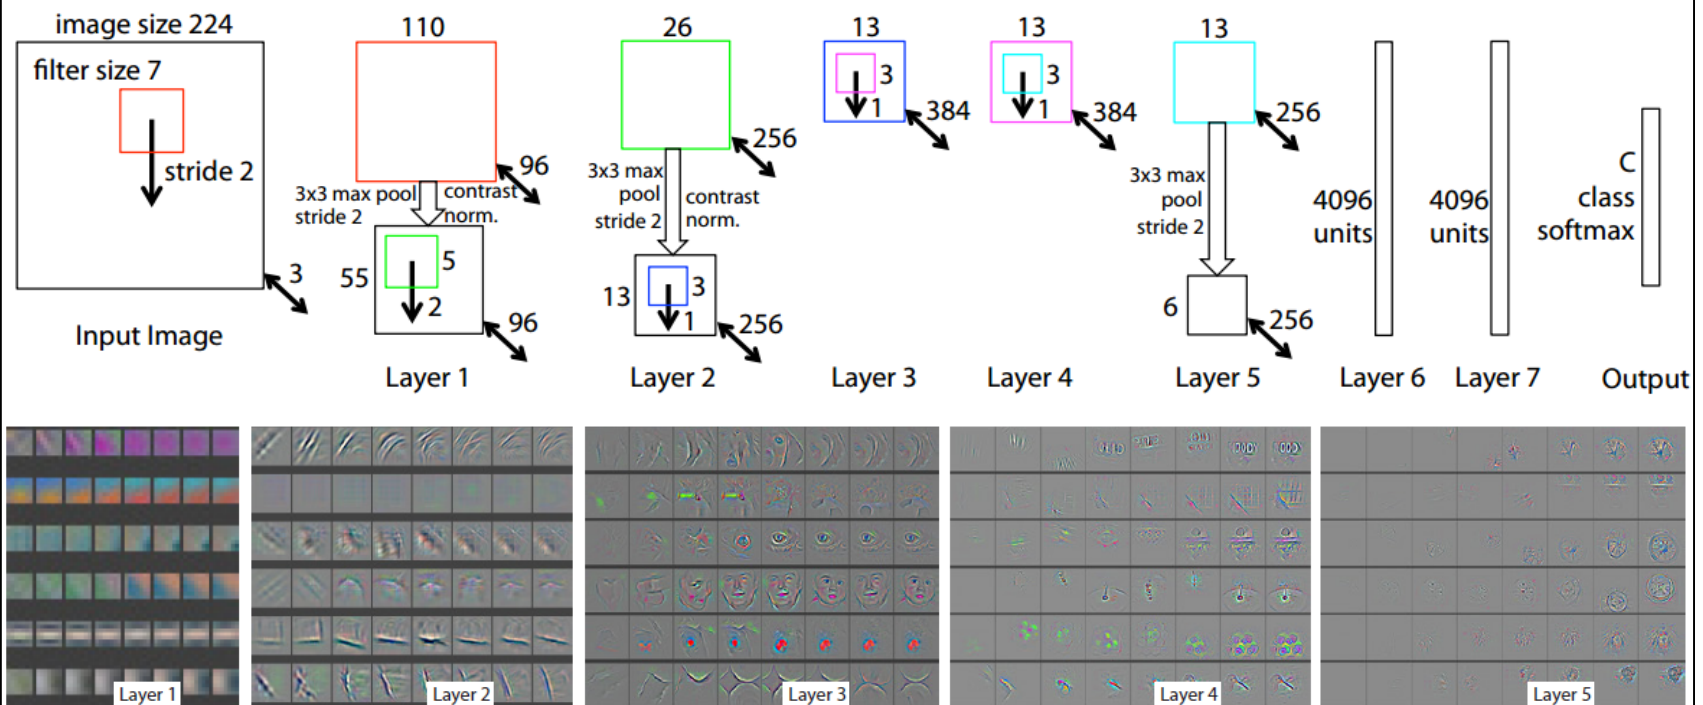 image size 224
filter size 7
stride 2
3
Input Image
110
96
3x3 max pool
stride 2
contrast
norm.
55
5
2
96
Layer 1
26
256
3x3 max
pool
stride 2
contrast
norm.
13
3
1
256
Layer 2
13
3
1
384
Layer 3
13
3
1
384
Layer 4
13
256
3x3 max
pool
stride 2
6
256
Layer 5
4096
units
Layer 6
4096
units
Layer 7
C
class
softmax
Output
Layer 1
Layer 2
Layer 3
Layer 4
Layer 5